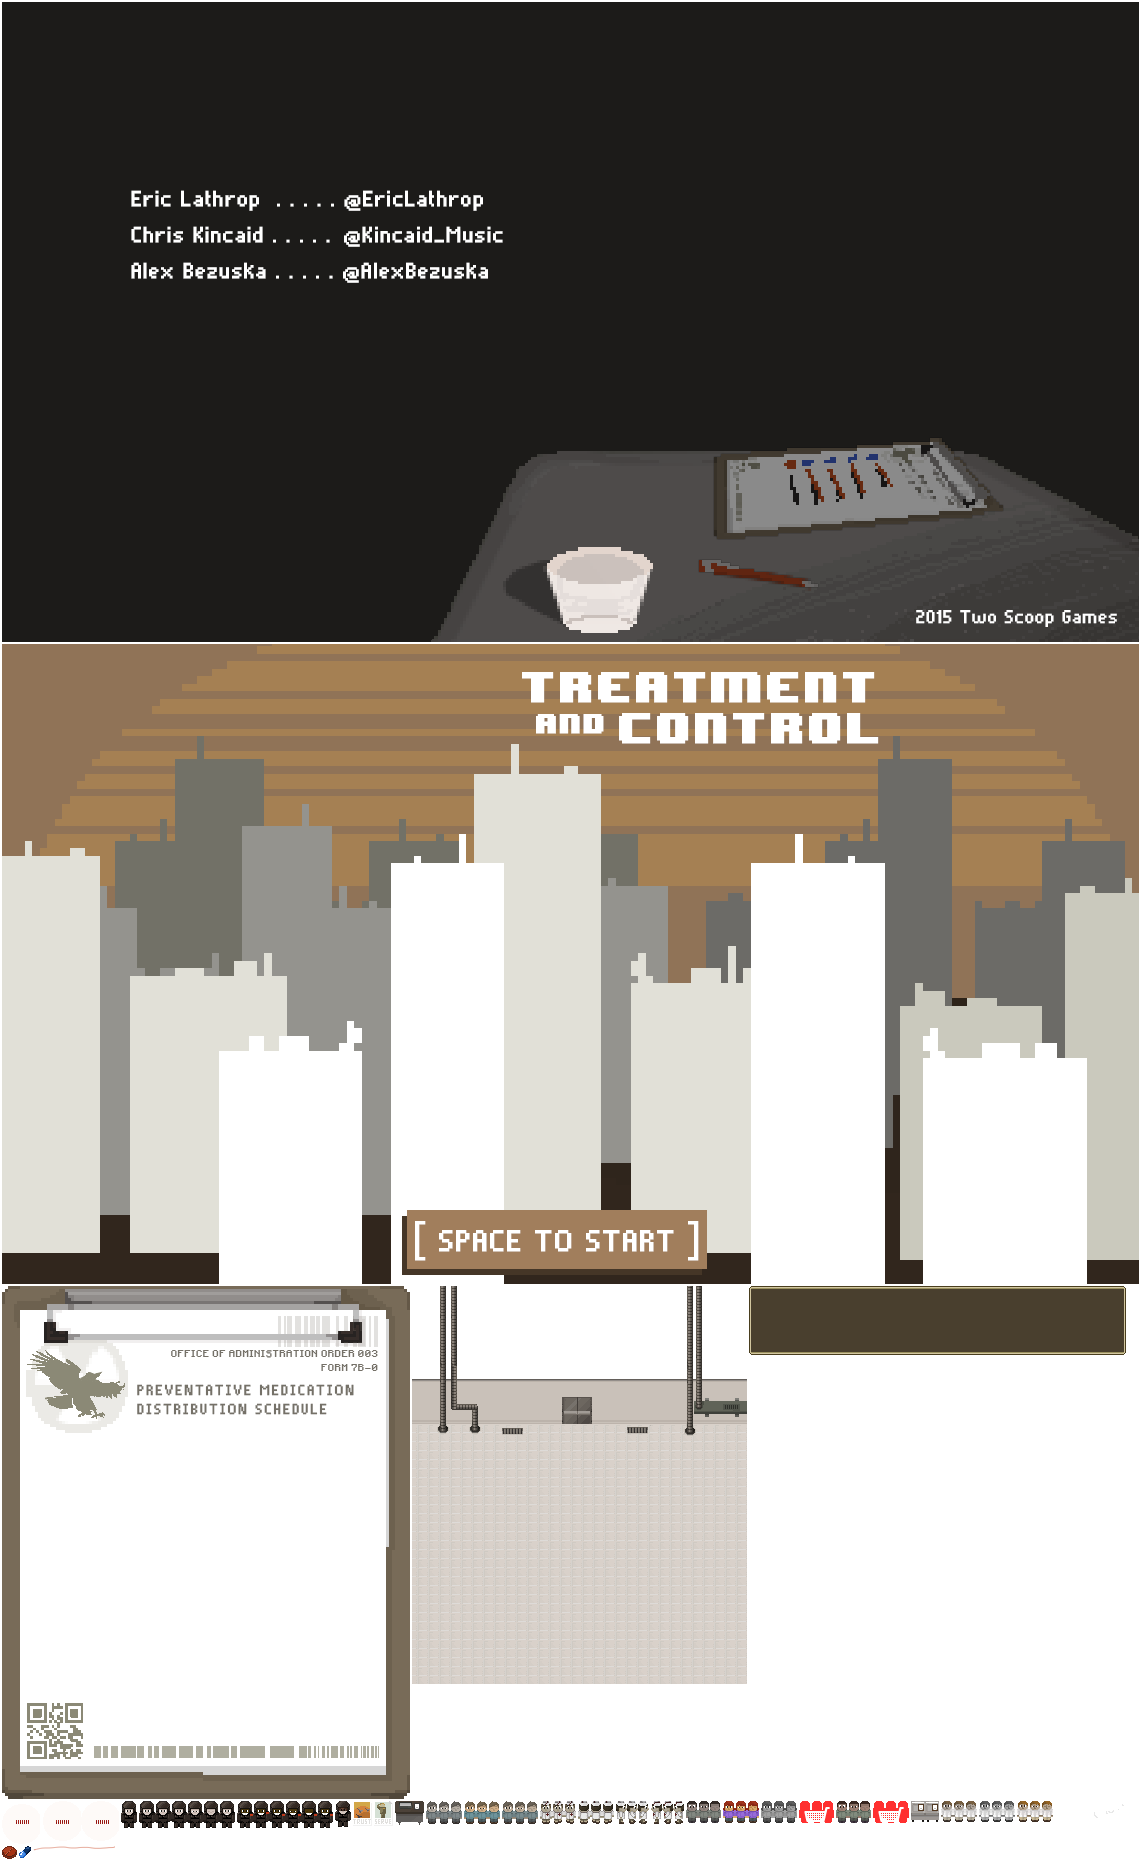 Eric Lathrop ..... @EricLathrop
Chris Kincaid ..... @Kincaid_Music
Alex Bezuska ..... @AlexBezuska
2015 Two Scoop Games
TREATMENT
AND CONTROL
[ SPACE TO START ]
OFFICE OF ADMINISTRATION ORDER 003
FORM 7B-0
PREVENTATIVE MEDICATION
DISTRIBUTION SCHEDULE